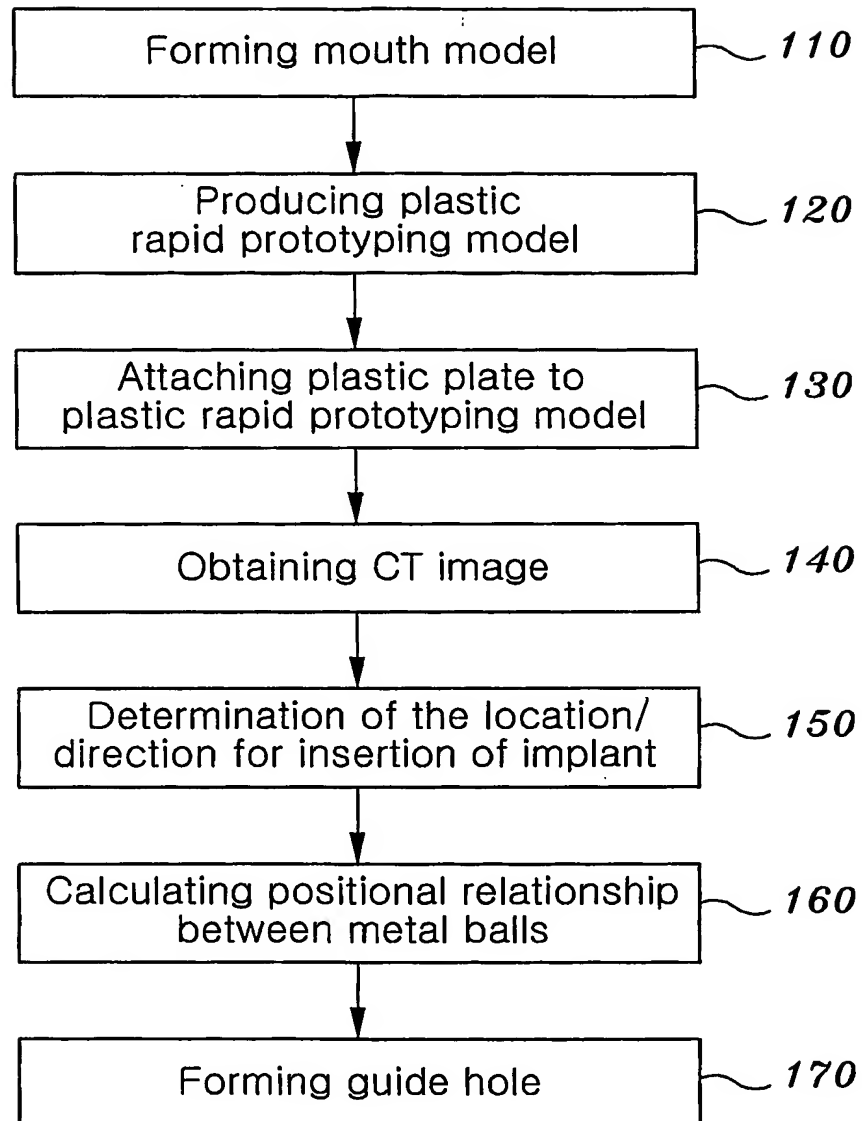 Forming mouth model 110
Producing plastic
rapid prototyping model 120
Attaching plastic plate to
plastic rapid prototyping model 130
Obtaining CT image 140
Determination of the location/
direction for insertion of implant 150
Calculating positional relationship
between metal balls 160
Forming guide hole 170